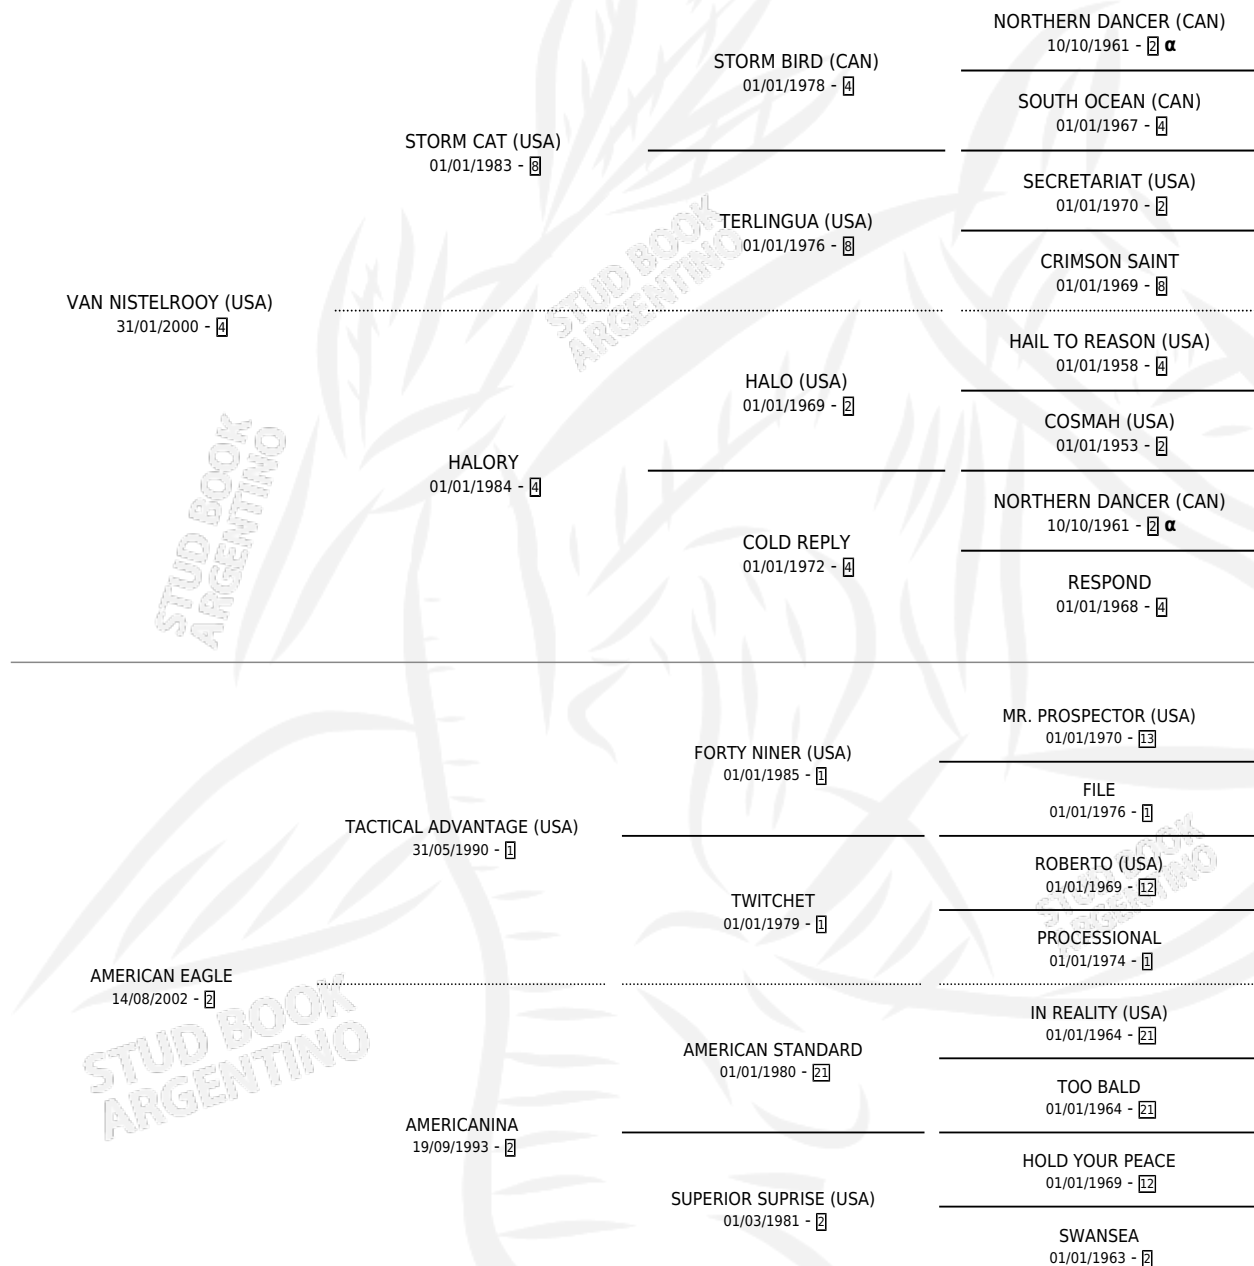 NORTHERN DANCER (CAN)
10/10/1961 - 2 α
STORM BIRD (CAN)
01/01/1978 - 4
SOUTH OCEAN (CAN)
01/01/1967 - 4
STORM CAT (USA)
01/01/1983 - 8
SECRETARIAT (USA)
01/01/1970 - 2
TERLINGUA (USA)
01/01/1976 - 8
CRIMSON SAINT
01/01/1969 - 8
VAN NISTELROOY (USA)
31/01/2000 - 4
HAIL TO REASON (USA)
01/01/1958 - 4
HALO (USA)
01/01/1969 - 2
COSMAH (USA)
01/01/1953 - 2
HALORY
01/01/1984 - 4
NORTHERN DANCER (CAN)
10/10/1961 - 2 α
COLD REPLY
01/01/1972 - 4
RESPOND
01/01/1968 - 4
MR. PROSPECTOR (USA)
01/01/1970 - 13
FORTY NINER (USA)
01/01/1985 - 1
FILE
01/01/1976 - 1
TACTICAL ADVANTAGE (USA)
31/05/1990 - 1
ROBERTO (USA)
01/01/1969 - 12
TWITCHET
01/01/1979 - 1
PROCESSIONAL
01/01/1974 - 1
AMERICAN EAGLE
14/08/2002 - 2
IN REALITY (USA)
01/01/1964 - 21
AMERICAN STANDARD
01/01/1980 - 21
TOO BALD
01/01/1964 - 21
AMERICANINA
19/09/1993 - 2
HOLD YOUR PEACE
01/01/1969 - 12
SUPERIOR SUPRISE (USA)
01/03/1981 - 2
SWANSEA
01/01/1963 - 2
STUD BOOK
ARGENTINO
STUD BOOK
ARGENTINO
STUD BOOK
ARGENTINO
STUD BOOK
ARGENTINO